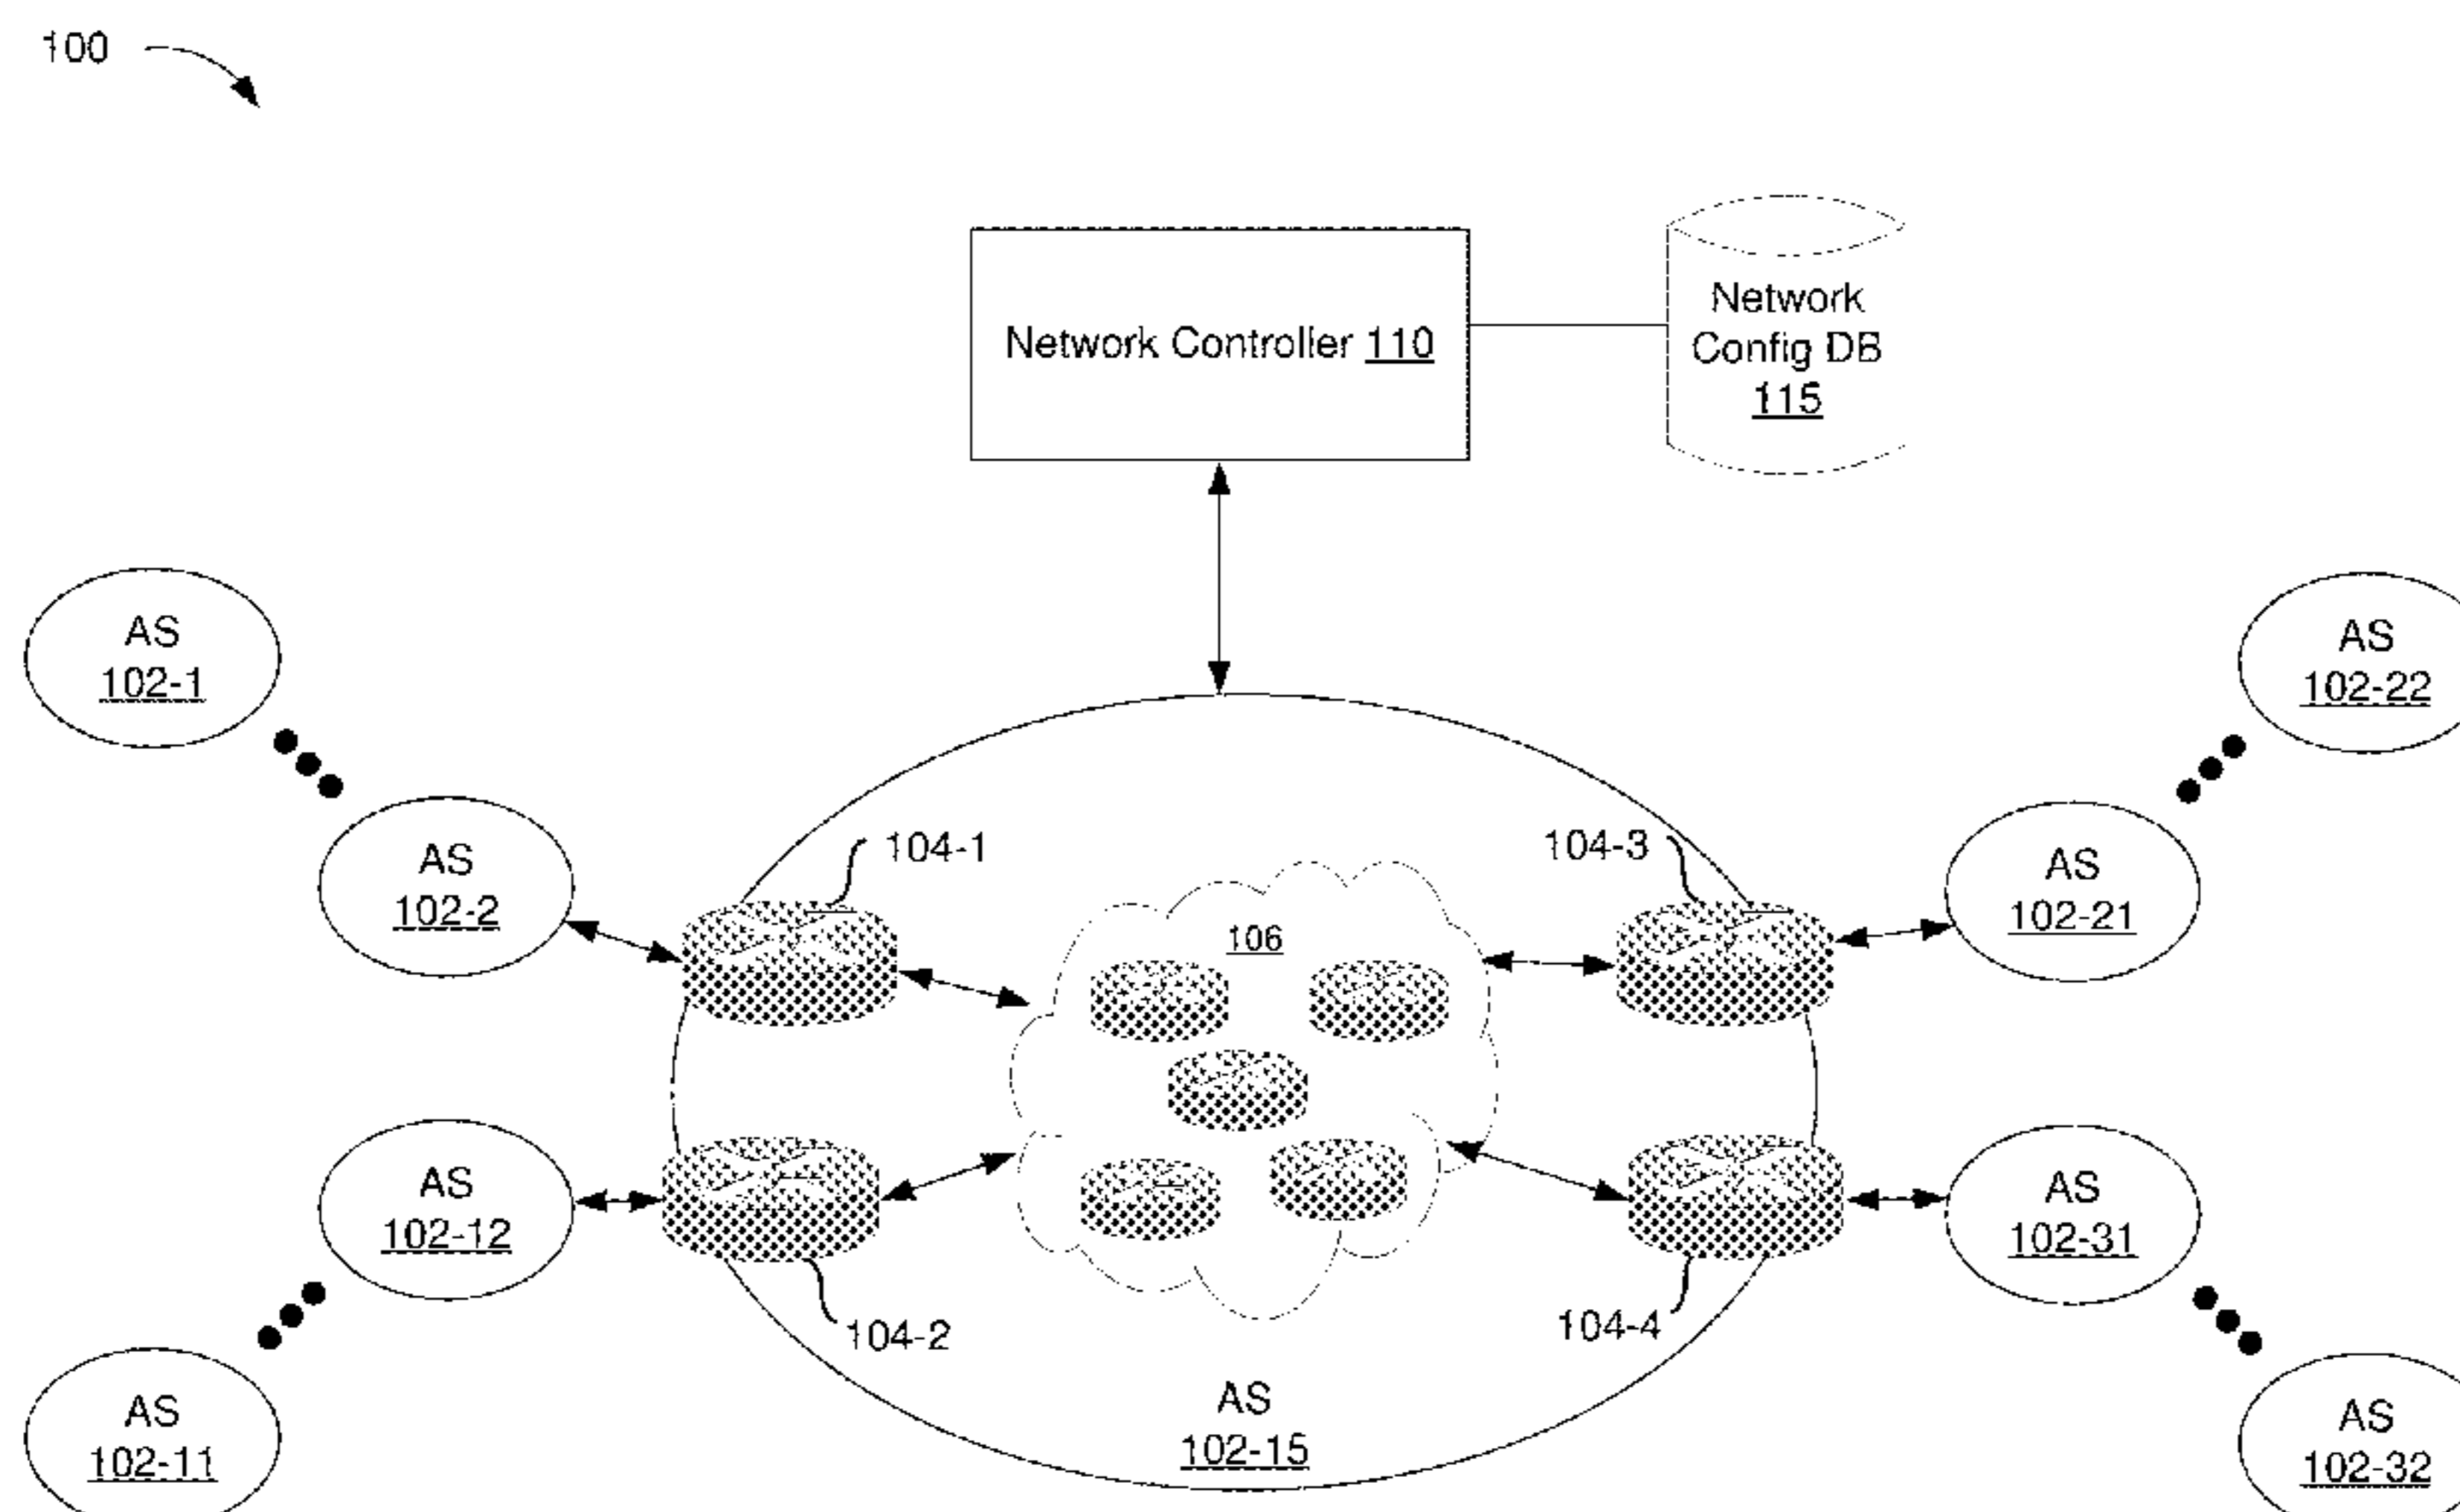 100
Network Controller 110
Network
Config DB
115
AS
102-1
AS
102-22
AS
102-2
104-1
104-3
AS
102-21
106
AS
102-12
AS
102-31
104-2
104-4
AS
102-11
AS
102-15
AS
102-32